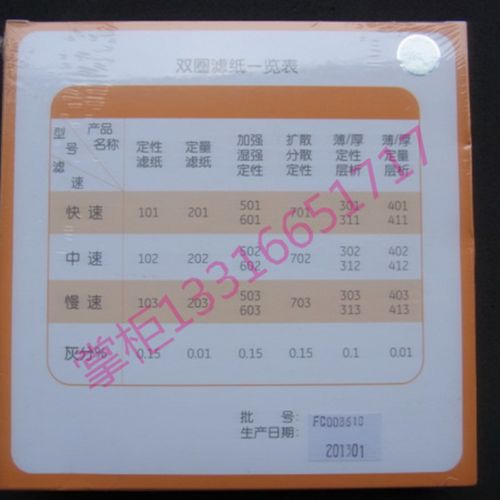 双圈滤纸一览表
型号 产品名称 滤速
定性滤纸 定量滤纸 加强湿强定性 扩散分散定性 薄/厚定性层析 薄/厚定量层析
快速 101 201 501 601 701 301 311 401 411
中速 102 202 502 602 702 302 312 402 412
慢速 103 203 503 603 703 303 313 403 413
灰分% 0.15 0.01 0.15 0.15 0.1 0.01
批 号: FC003610
生产日期: 201301
掌柜13316651717